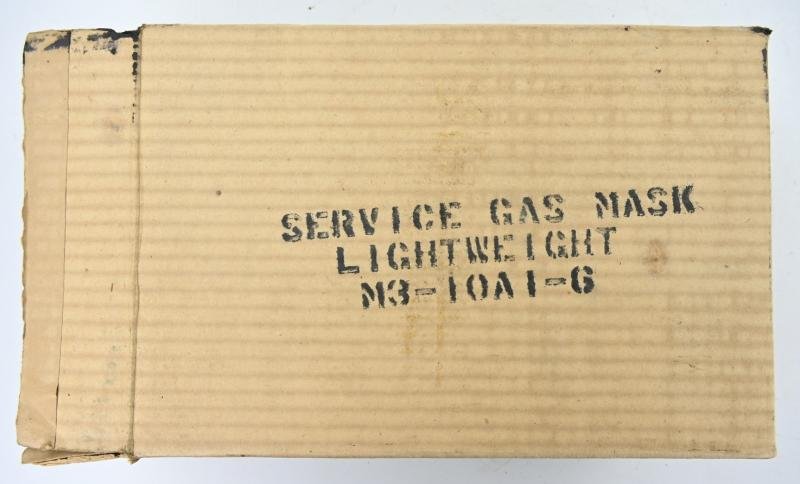 SERVICE GAS MASK
LIGHTWEIGHT
M3-10A1-6